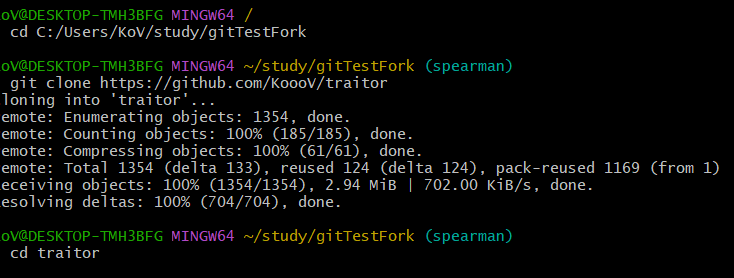 oV@DESKTOP-TMH3BFG MINGW64 /
cd C:/Users/KoV/study/gitTestFork
oV@DESKTOP-TMH3BFG MINGW64 ~/study/gitTestFork (spearman)
git clone https://github.com/KoooV/traitor
loning into 'traitor'...
emote: Enumerating objects: 1354, done.
emote: Counting objects: 100% (185/185), done.
emote: Compressing objects: 100% (61/61), done.
emote: Total 1354 (delta 133), reused 124 (delta 124), pack-reused 1169 (from 1)
eceiving objects: 100% (1354/1354), 2.94 MiB | 702.00 KiB/s, done.
esolving deltas: 100% (704/704), done.
oV@DESKTOP-TMH3BFG MINGW64 ~/study/gitTestFork (spearman)
cd traitor